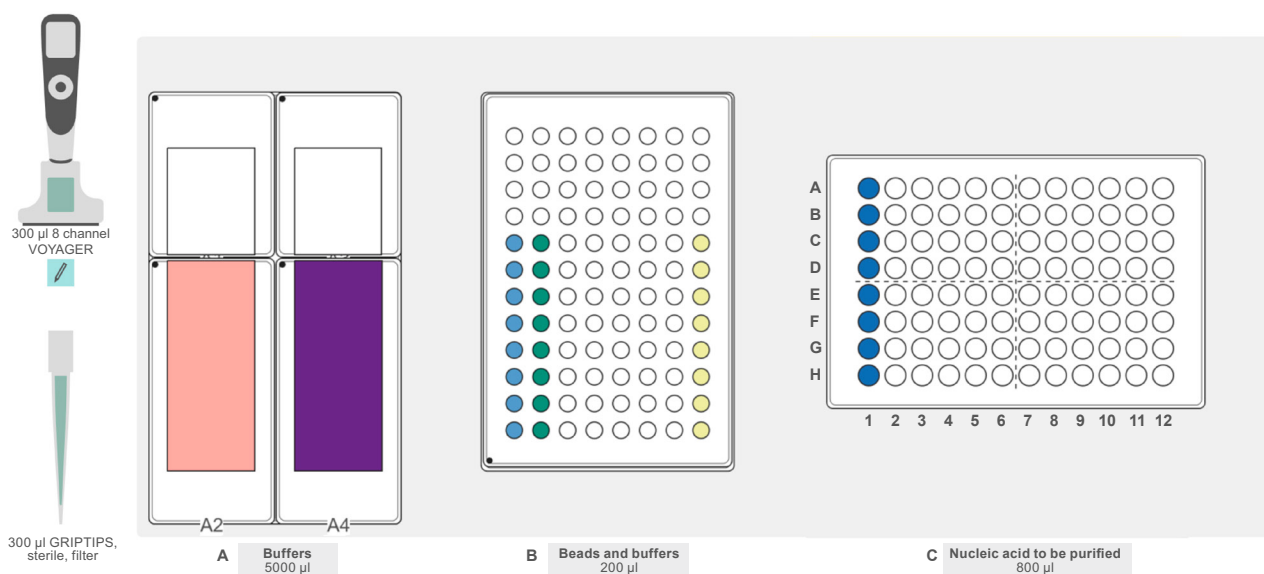 300 µl 8 channel
VOYAGER
300 µl GRIPTIPS,
sterile, filter
A2
A4
A
Buffers
5000 µl
B
Beads and buffers
200 µl
A
B
C
D
E
F
G
H
1 2 3 4 5 6 7 8 9 10 11 12
C
Nucleic acid to be purified
800 µl